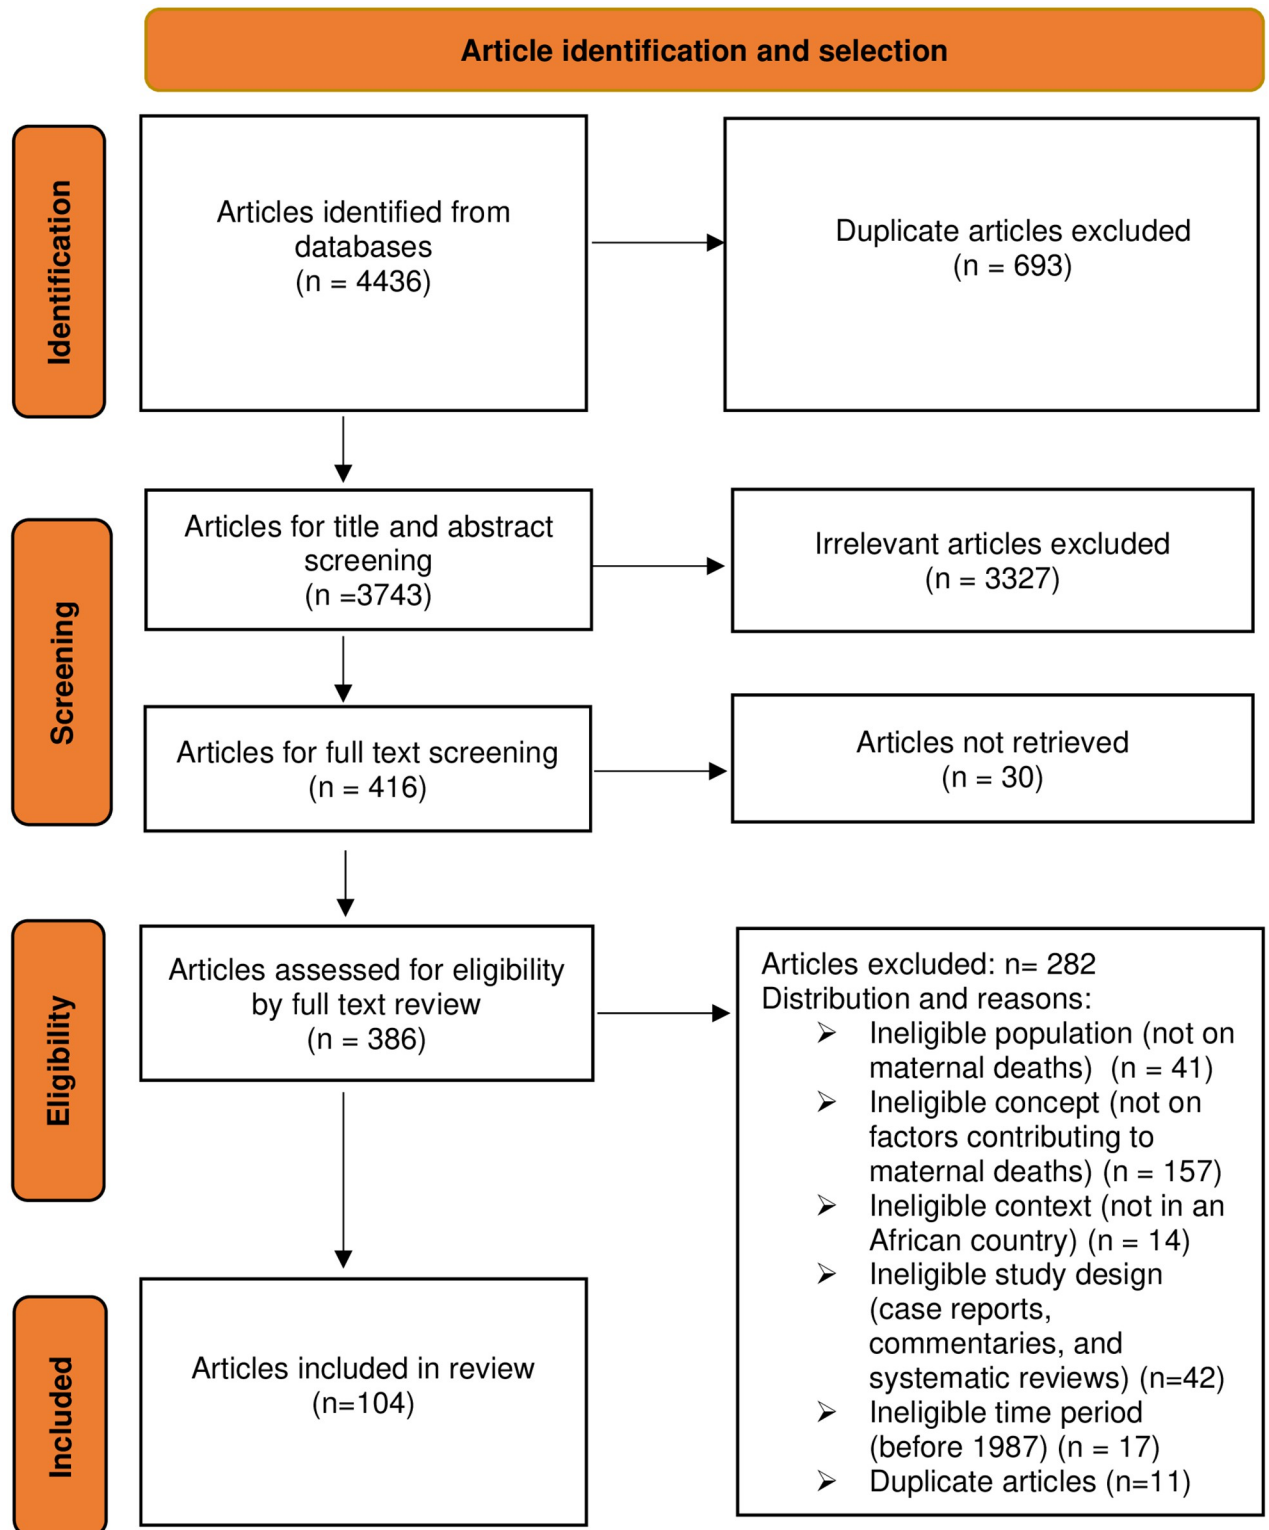 Article identification and selection
Identification
Articles identified from
databases
(n = 4436)
Duplicate articles excluded
(n = 693)
Screening
Articles for title and abstract
screening
(n =3743)
Irrelevant articles excluded
(n = 3327)
Articles for full text screening
(n = 416)
Articles not retrieved
(n = 30)
Eligibility
Articles assessed for eligibility
by full text review
(n = 386)
Articles excluded: n= 282
Distribution and reasons:
➢ Ineligible population (not on
maternal deaths)  (n = 41)
➢ Ineligible concept (not on
factors contributing to
maternal deaths) (n = 157)
➢ Ineligible context (not in an
African country) (n = 14)
➢ Ineligible study design
(case reports,
commentaries, and
systematic reviews) (n=42)
➢ Ineligible time period
(before 1987) (n = 17)
➢ Duplicate articles (n=11)
Included
Articles included in review
(n=104)